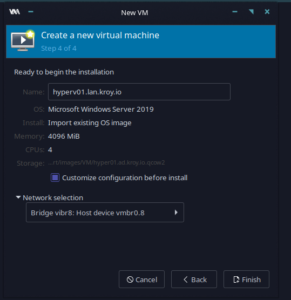 New VM
Create a new virtual machine
Step 4 of 4
Ready to begin the installation
Name: hyperv01.lan.kroy.io
OS: Microsoft Windows Server 2019
Install: Import existing OS image
Memory: 4096 MiB
CPUs: 4
Storage:
Customize configuration before install
Network selection
Bridge vibr8: Host device vmbr0.8
Cancel
Back
Finish